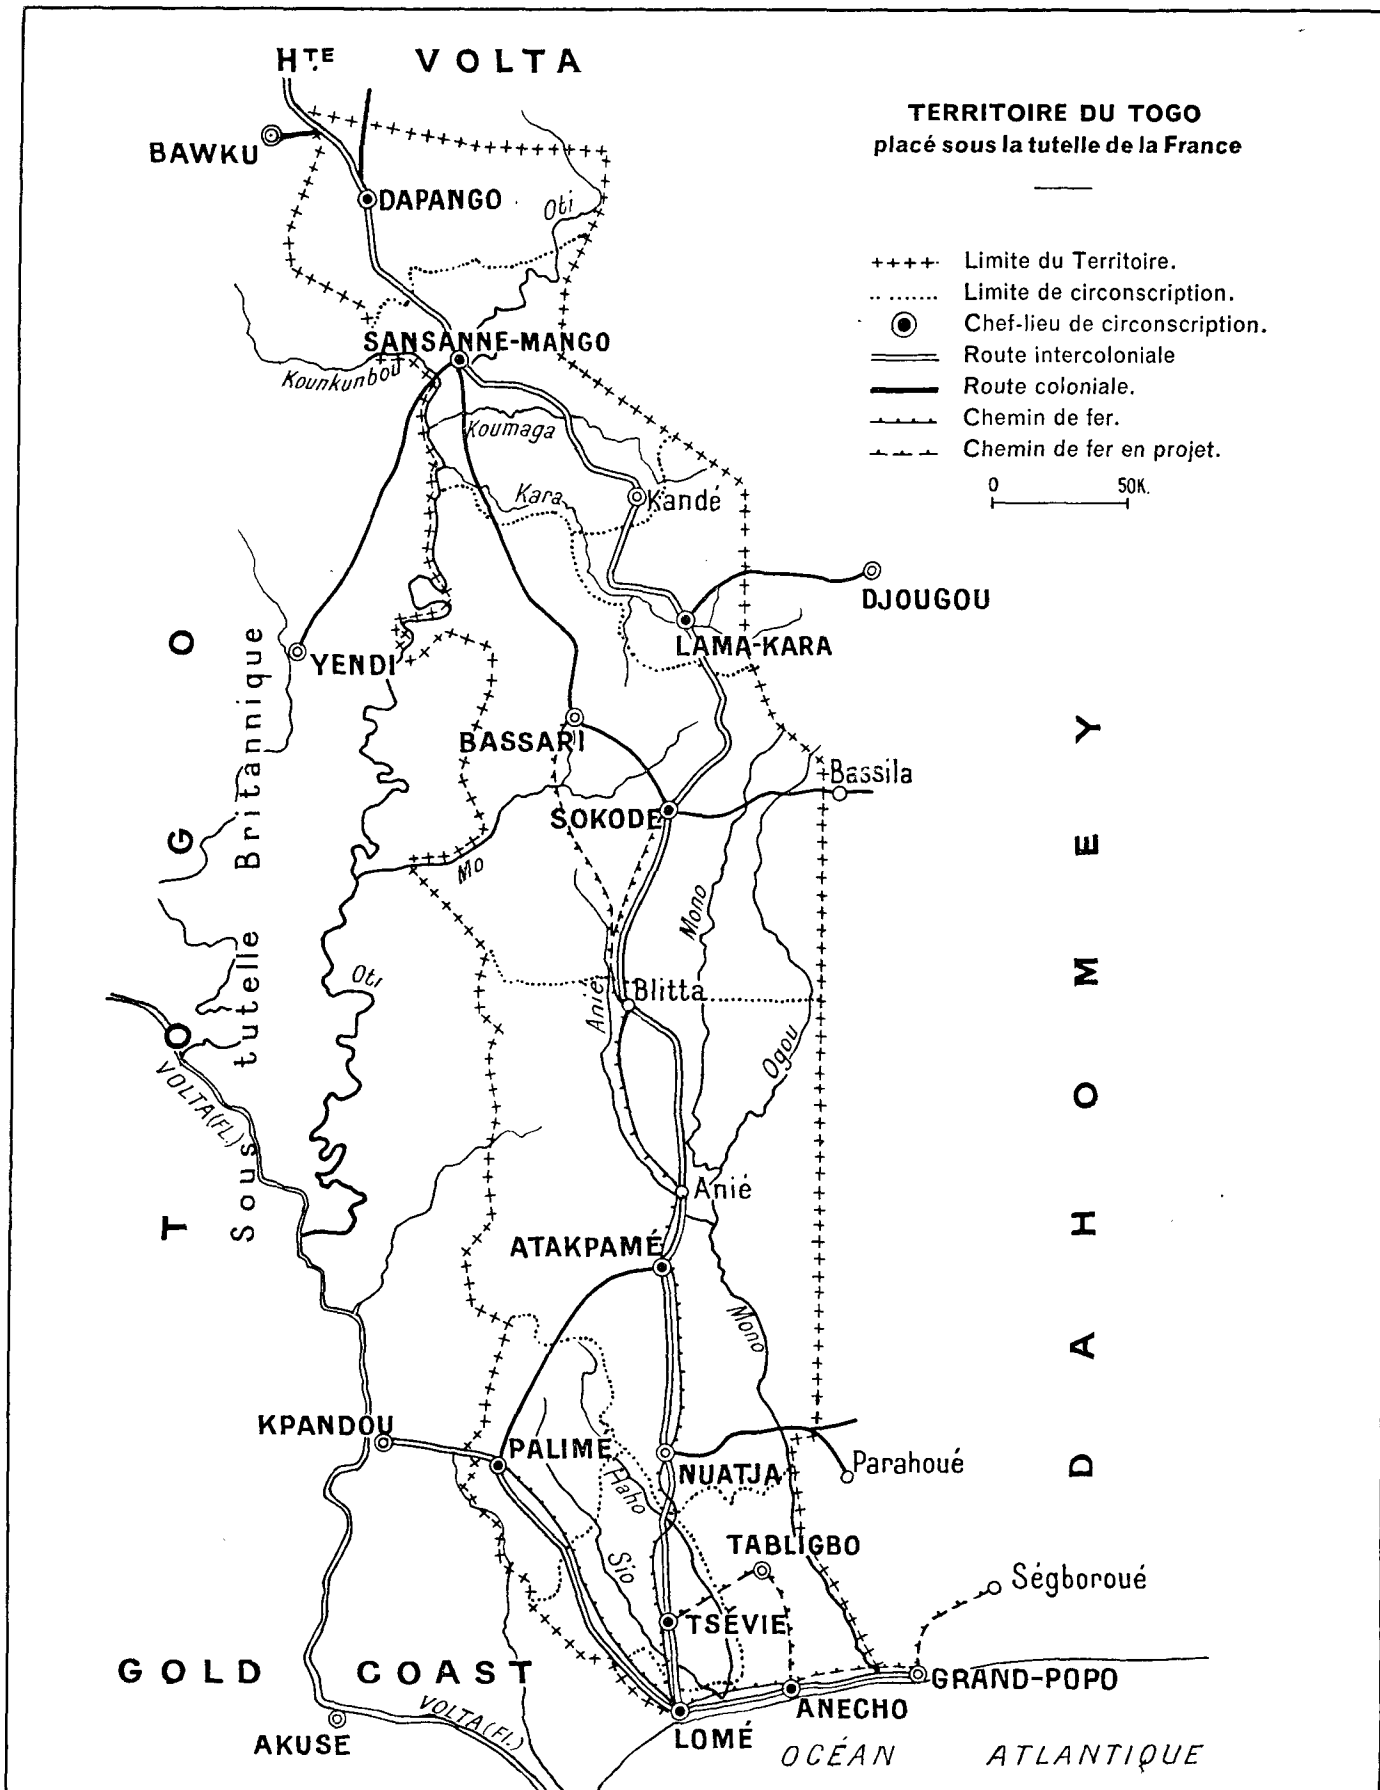 HTE VOLTA
TERRITOIRE DU TOGO
placé sous la tutelle de la France
++++· Limite du Territoire.
.. ....... Limite de circonscription.
Chef-lieu de circonscription.
Route intercoloniale
Route coloniale.
Chemin de fer.
Chemin de fer en projet.
0 50K.
BAWKU
DAPANGO
Oti
SANSANNE-MANGO
Kounkunbou
Koumaga
Kara
Kandé
DJOUGOU
LAMA-KARA
YENDI
BASSARI
Bassila
SOKODE
Mo
Mono
Oti
Anié
Blitta
Ogou
TOGO
Sous tutelle Britannique
DAHOMEY
VOLTA (FL.)
Anié
ATAKPAMÉ
Mono
KPANDOU
PALIMÉ
NUATJA
Parahoué
Haho
TABLIGBO
Sio
Ségboroué
TSÉVIE
GOLD COAST
GRAND-POPO
ANECHO
VOLTA (Fl.)
LOMÉ
AKUSE
OCÉAN ATLANTIQUE